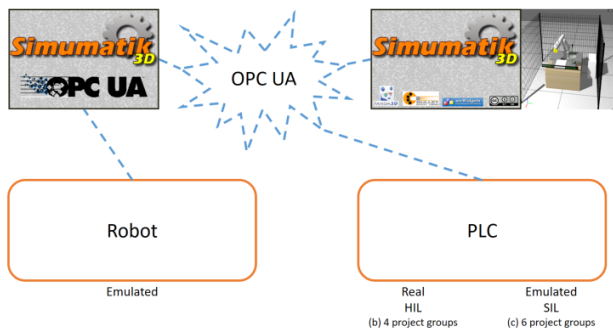 Simumatik
3D
OPC UA
OPC UA
Simumatik
3D
Robot
PLC
Emulated
Real
HIL
(b) 4 project groups
Emulated
SIL
(c) 6 project groups